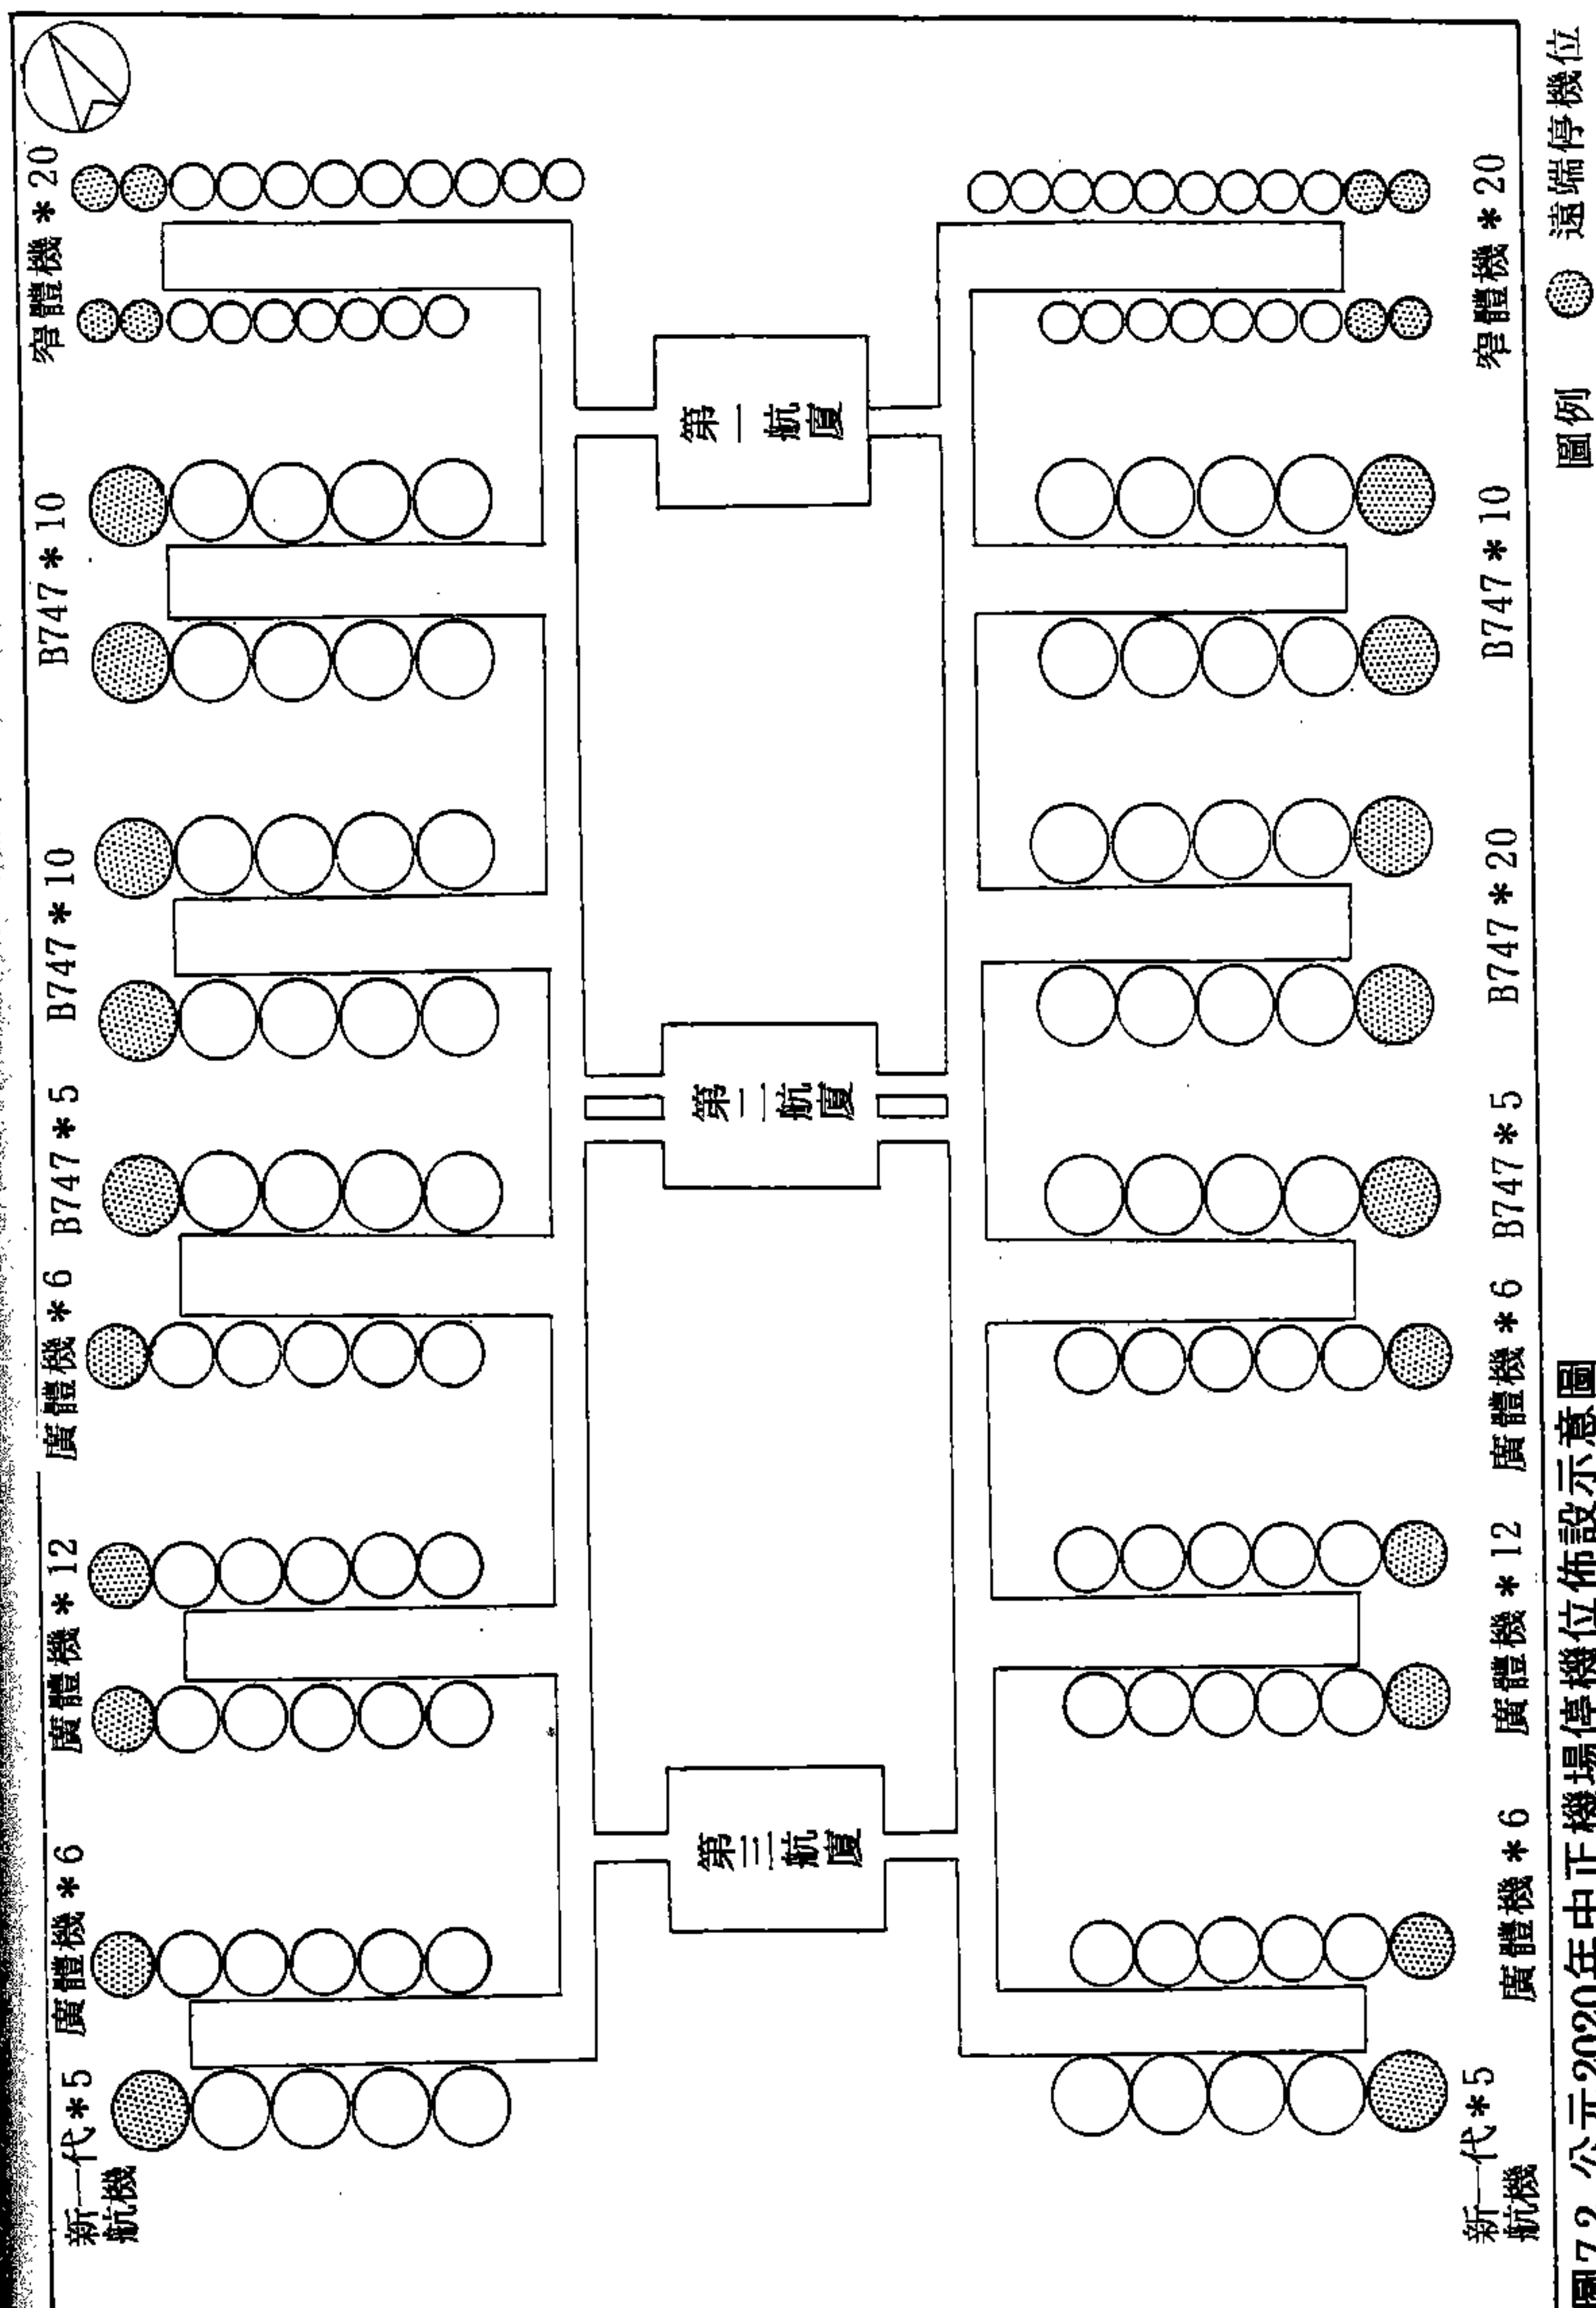 新一代*5
航機
廣體機*6
廣體機*12
廣體機*6
B747*5
B747*10
B747*10
窄體機*20
第三航廈
第二航廈
第一航廈
新一代*5
航機
廣體機*6
廣體機*12
廣體機*6
B747*5
B747*20
B747*10
窄體機*20
圖7.2 公元2020年中正機場停機位佈設示意圖
圖例 遠端停機位